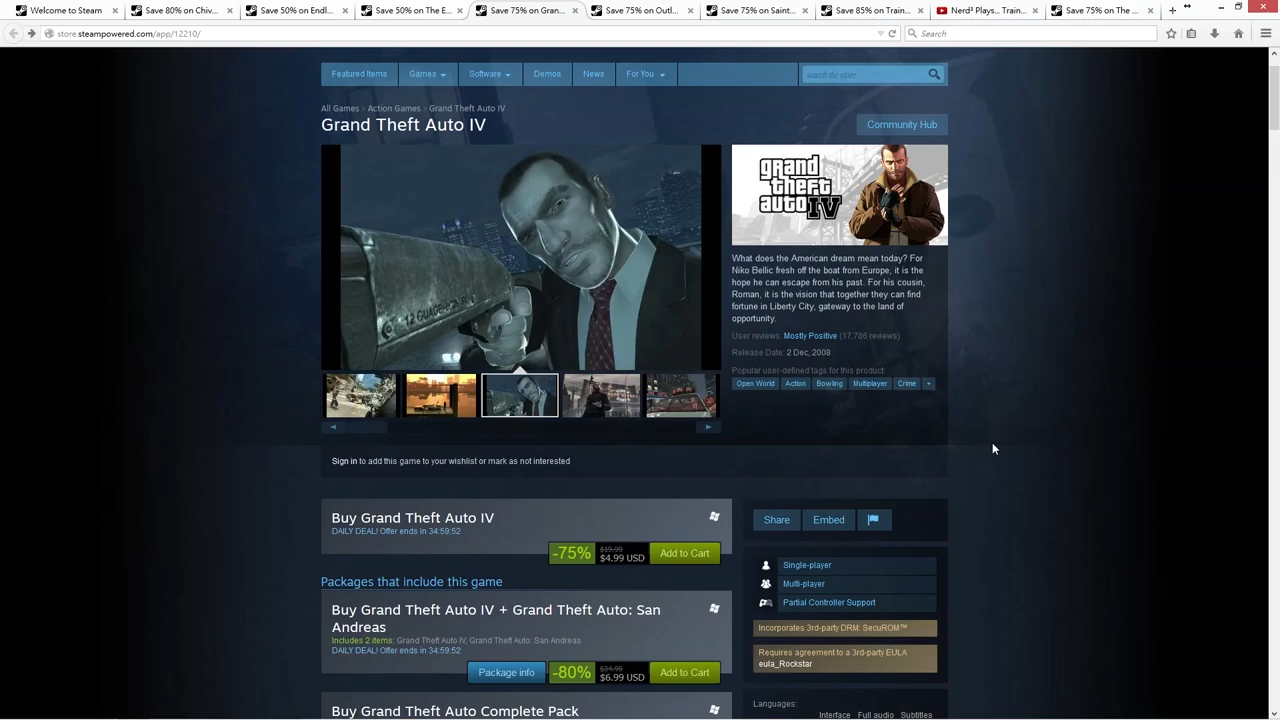 Welcome to Steam
Save 80% on Chiv...
Save 50% on Endl...
Save 50% on The E...
Save 75% on Gran...
Save 75% on Outl...
Save 75% on Saint...
Save 85% on Train...
Nerd³ Plays... Train...
Save 75% on The ...
store.steampowered.com/app/12210/
Search
Featured Items
Games
Software
Demos
News
For You
search the store
All Games > Action Games > Grand Theft Auto IV
Grand Theft Auto IV
Community Hub
12 GUAGE
grand
theft
auto IV
What does the American dream mean today? For
Niko Bellic fresh off the boat from Europe, it is the
hope he can escape from his past. For his cousin,
Roman, it is the vision that together they can find
fortune in Liberty City, gateway to the land of
opportunity.
User reviews: Mostly Positive (17,786 reviews)
Release Date: 2 Dec, 2008
Popular user-defined tags for this product:
Open World
Action
Bowling
Multiplayer
Crime
+
Sign in to add this game to your wishlist or mark as not interested
Buy Grand Theft Auto IV
DAILY DEAL! Offer ends in 34:59:52
-75%
$19.99
$4.99 USD
Add to Cart
Share
Embed
Single-player
Multi-player
Partial Controller Support
Incorporates 3rd-party DRM: SecuROM™
Requires agreement to a 3rd-party EULA
eula_Rockstar
Packages that include this game
Buy Grand Theft Auto IV + Grand Theft Auto: San
Andreas
Includes 2 items: Grand Theft Auto IV, Grand Theft Auto: San Andreas
DAILY DEAL! Offer ends in 34:59:52
Package info
-80%
$34.99
$6.99 USD
Add to Cart
Buy Grand Theft Auto Complete Pack
Languages:
Interface
Full audio
Subtitles